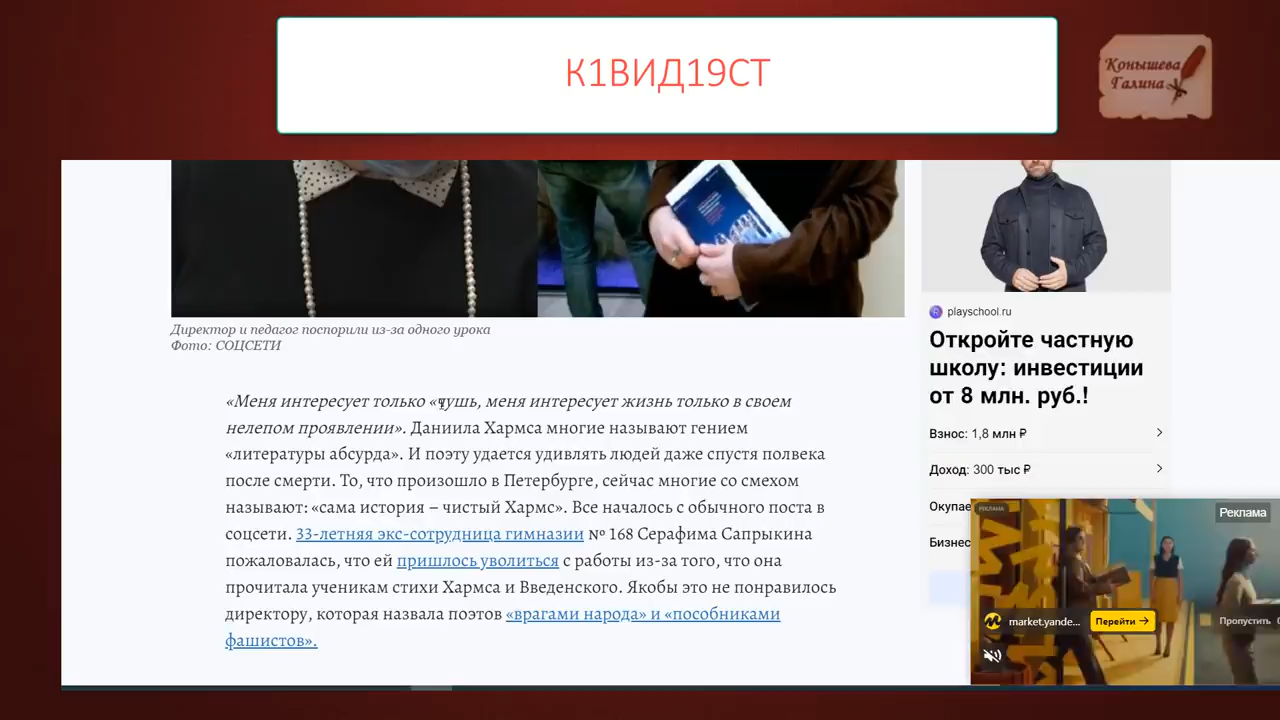 К1ВИД19СТ
Конышева
Галина
Директор и педагог поспорили из-за одного урока
Фото: СОЦСЕТИ
«Меня интересует только «чушь, меня интересует жизнь только в своем
нелепом проявлении». Даниила Хармса многие называют гением
«литературы абсурда». И поэту удается удивлять людей даже спустя полвека
после смерти. То, что произошло в Петербурге, сейчас многие со смехом
называют: «сама история – чистый Хармс». Все началось с обычного поста в
соцсети. 33-летняя экс-сотрудница гимназии № 168 Серафима Сапрыкина
пожаловалась, что ей пришлось уволиться с работы из-за того, что она
прочитала ученикам стихи Хармса и Введенского. Якобы это не понравилось
директору, которая назвала поэтов «врагами народа» и «пособниками
фашистов».
playschool.ru
Откройте частную
школу: инвестиции
от 8 млн. руб.!
Взнос: 1,8 млн ₽
Доход: 300 тыс ₽
Окупае
Бизнес
РЕКЛАМА
Реклама
market.yande...
Перейти →
Пропустить